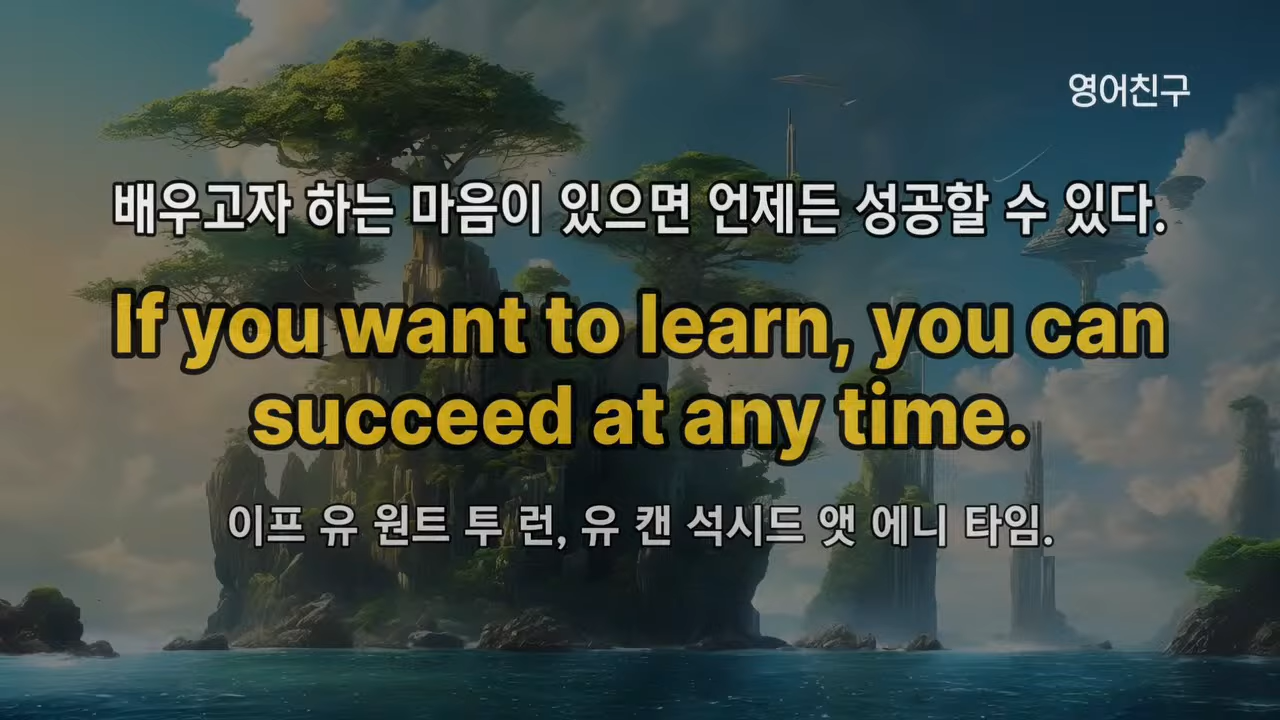 영어친구
배우고자 하는 마음이 있으면 언제든 성공할 수 있다.
If you want to learn, you can
succeed at any time.
이프 유 원트 투 런, 유 캔 석시드 앳 에니 타임.